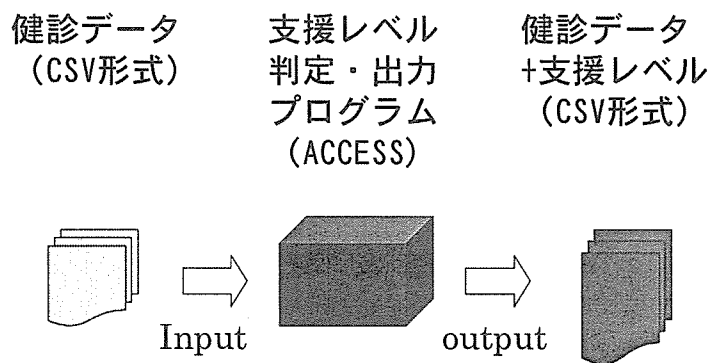 健診データ
(CSV形式)
支援レベル
判定・出力
プログラム
(ACCESS)
健診データ
+支援レベル
(CSV形式)
Input
output